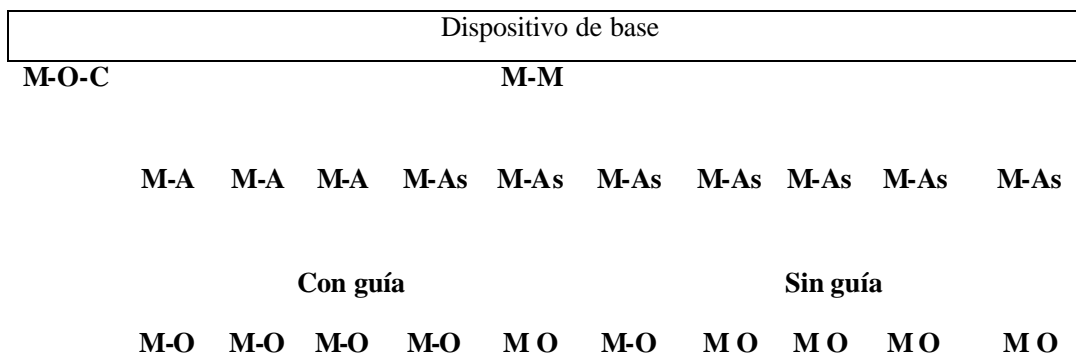 Dispositivo de base
M-O-C M-M
M-A M-A M-A M-As M-As M-As M-As M-As M-As M-As
Con guía Sin guía
M-O M-O M-O M-O M O M-O M O M O M O M O